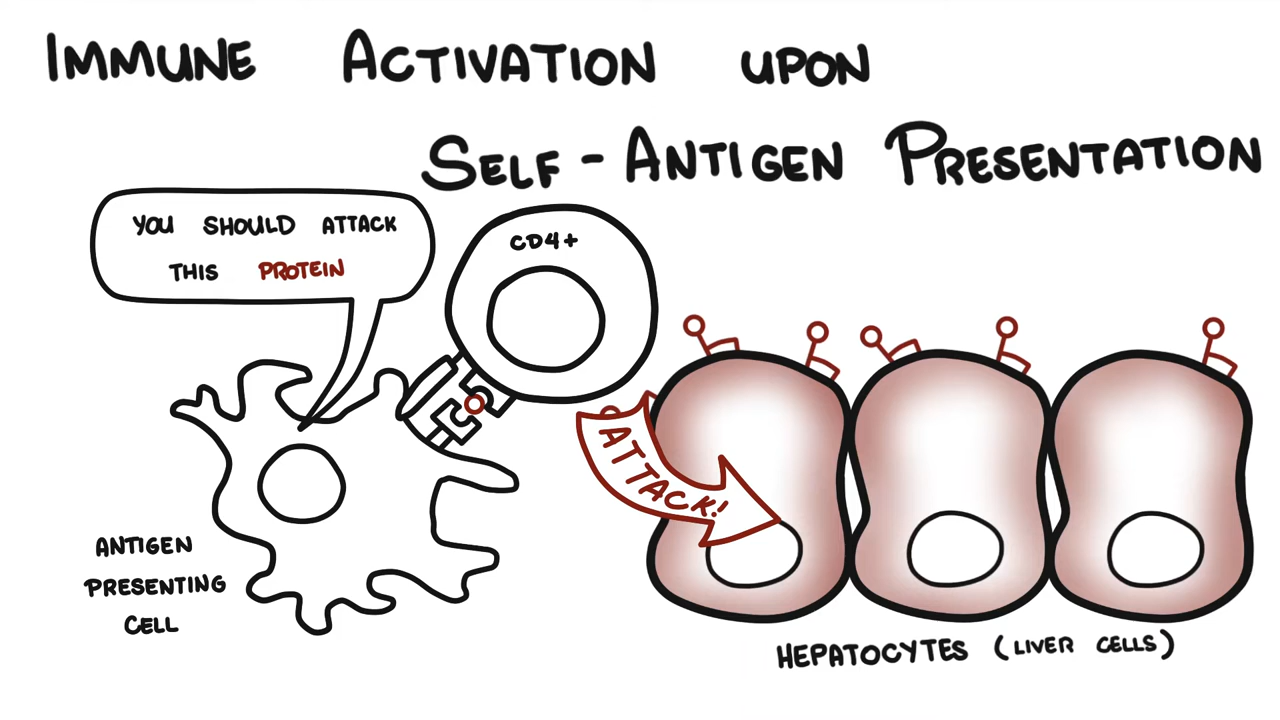 IMMUNE ACTIVATION UPON
SELF-ANTIGEN PRESENTATION
YOU SHOULD ATTACK
THIS PROTEIN
CD4+
ATTACK!
ANTIGEN
PRESENTING
CELL
HEPATOCYTES (LIVER CELLS)